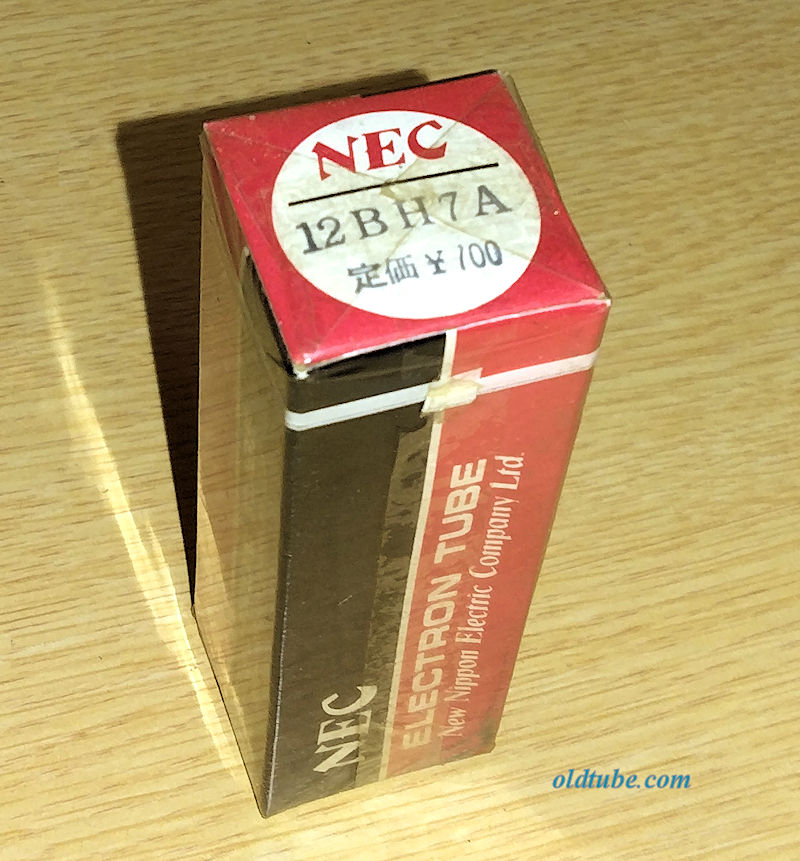 NEC
12BH7A
定価¥700
NEC
ELECTRON TUBE
New Nippon Electric Company Ltd.
oldtube.com